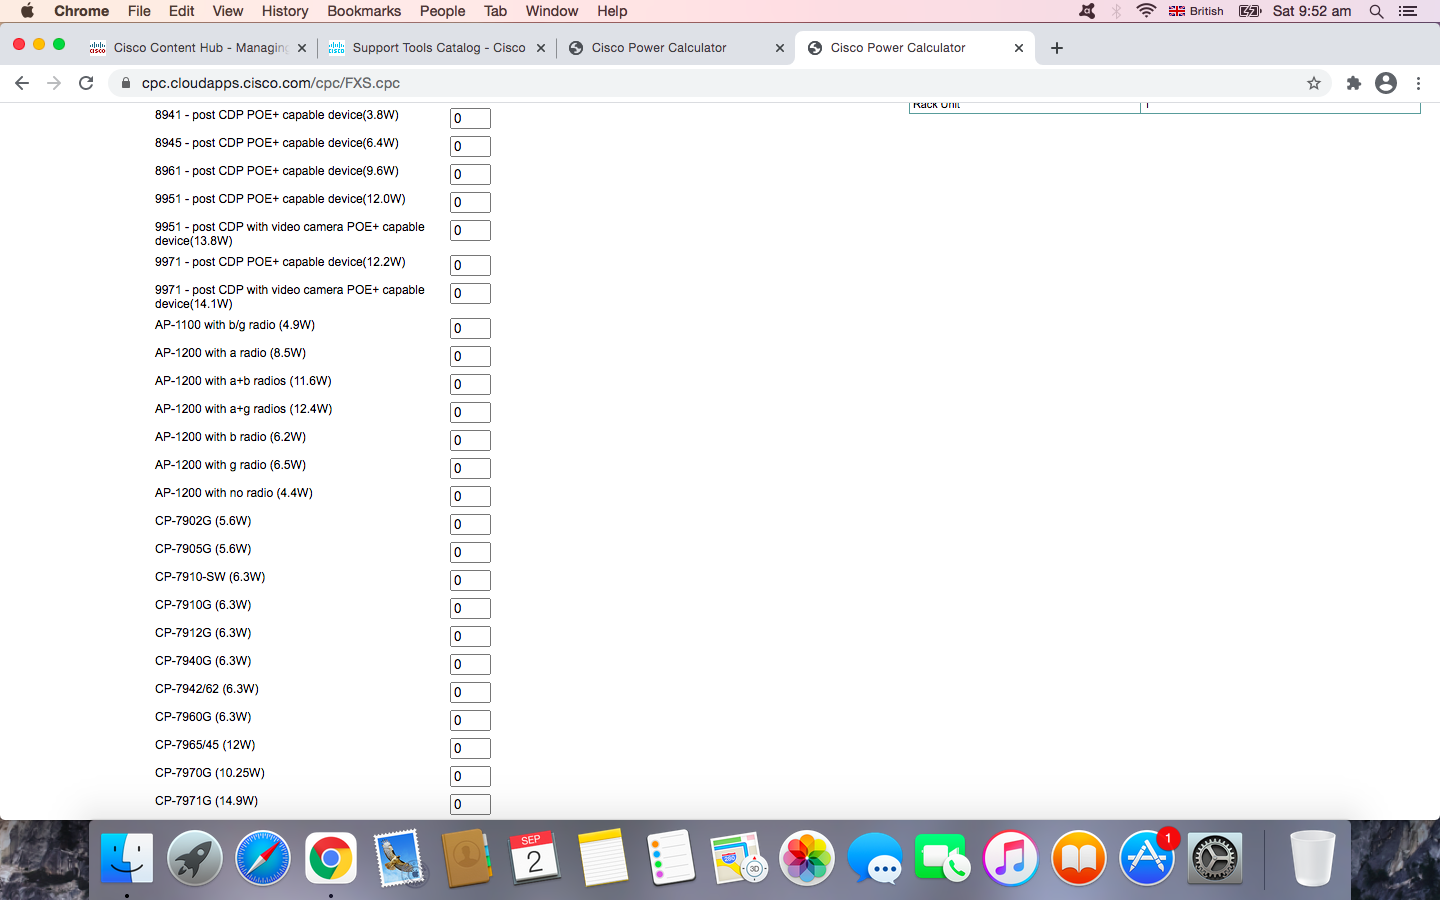 Chrome File Edit View History Bookmarks People Tab Window Help British Sat 9:52 am
Cisco Content Hub - Managing Support Tools Catalog - Cisco Cisco Power Calculator Cisco Power Calculator
cpc.cloudapps.cisco.com/cpc/FXS.cpc
Rack Unit 1
8941 - post CDP POE+ capable device(3.8W) 0
8945 - post CDP POE+ capable device(6.4W) 0
8961 - post CDP POE+ capable device(9.6W) 0
9951 - post CDP POE+ capable device(12.0W) 0
9951 - post CDP with video camera POE+ capable 0
device(13.8W)
9971 - post CDP POE+ capable device(12.2W) 0
9971 - post CDP with video camera POE+ capable 0
device(14.1W)
AP-1100 with b/g radio (4.9W) 0
AP-1200 with a radio (8.5W) 0
AP-1200 with a+b radios (11.6W) 0
AP-1200 with a+g radios (12.4W) 0
AP-1200 with b radio (6.2W) 0
AP-1200 with g radio (6.5W) 0
AP-1200 with no radio (4.4W) 0
CP-7902G (5.6W) 0
CP-7905G (5.6W) 0
CP-7910-SW (6.3W) 0
CP-7910G (6.3W) 0
CP-7912G (6.3W) 0
CP-7940G (6.3W) 0
CP-7942/62 (6.3W) 0
CP-7960G (6.3W) 0
CP-7965/45 (12W) 0
CP-7970G (10.25W) 0
CP-7971G (14.9W) 0
SEP
2
280
3D
1